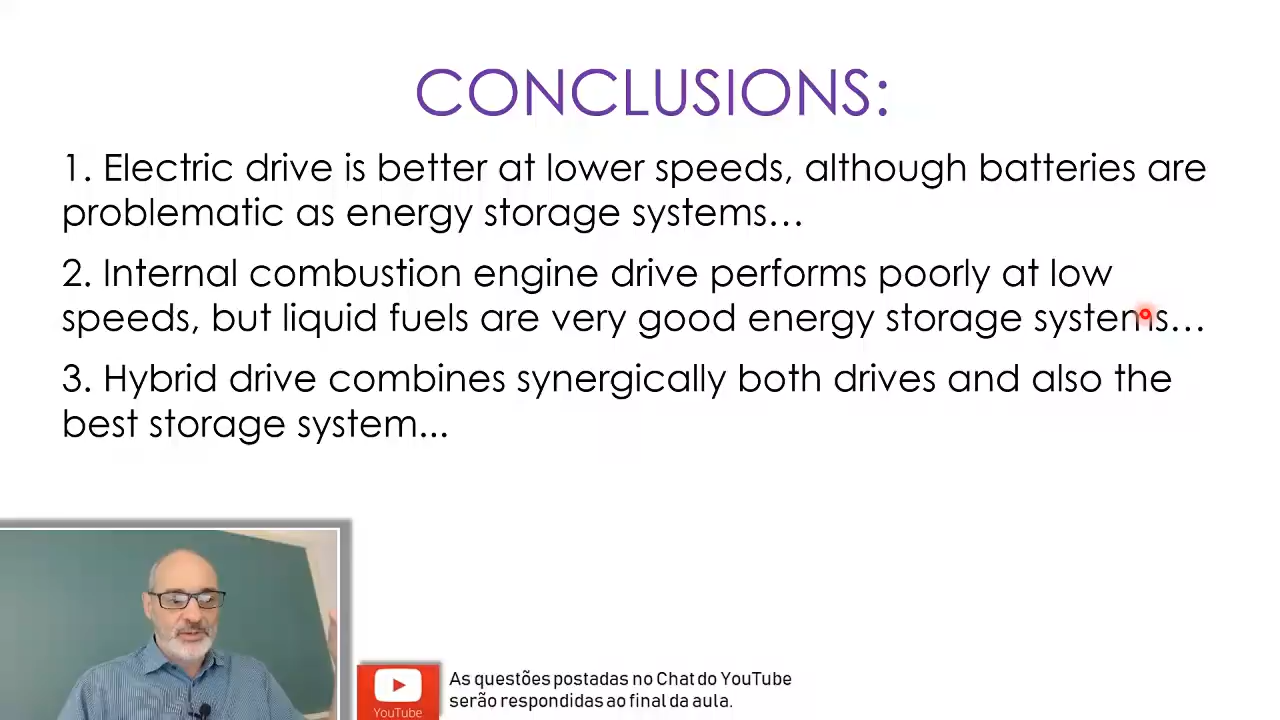 CONCLUSIONS:
1. Electric drive is better at lower speeds, although batteries are
problematic as energy storage systems…
2. Internal combustion engine drive performs poorly at low
speeds, but liquid fuels are very good energy storage systems…
3. Hybrid drive combines synergically both drives and also the
best storage system...
YouTube
As questões postadas no Chat do YouTube
serão respondidas ao final da aula.